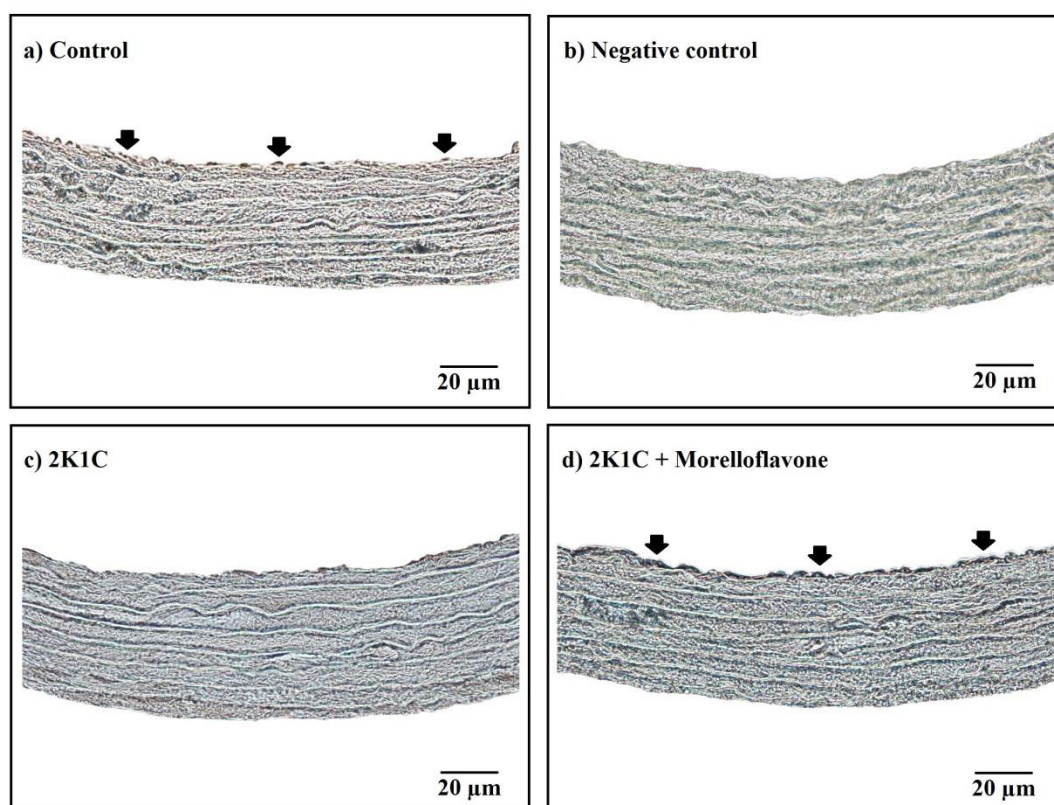 a) Control
b) Negative control
20 µm
20 µm
c) 2K1C
d) 2K1C + Morelloflavone
20 µm
20 µm